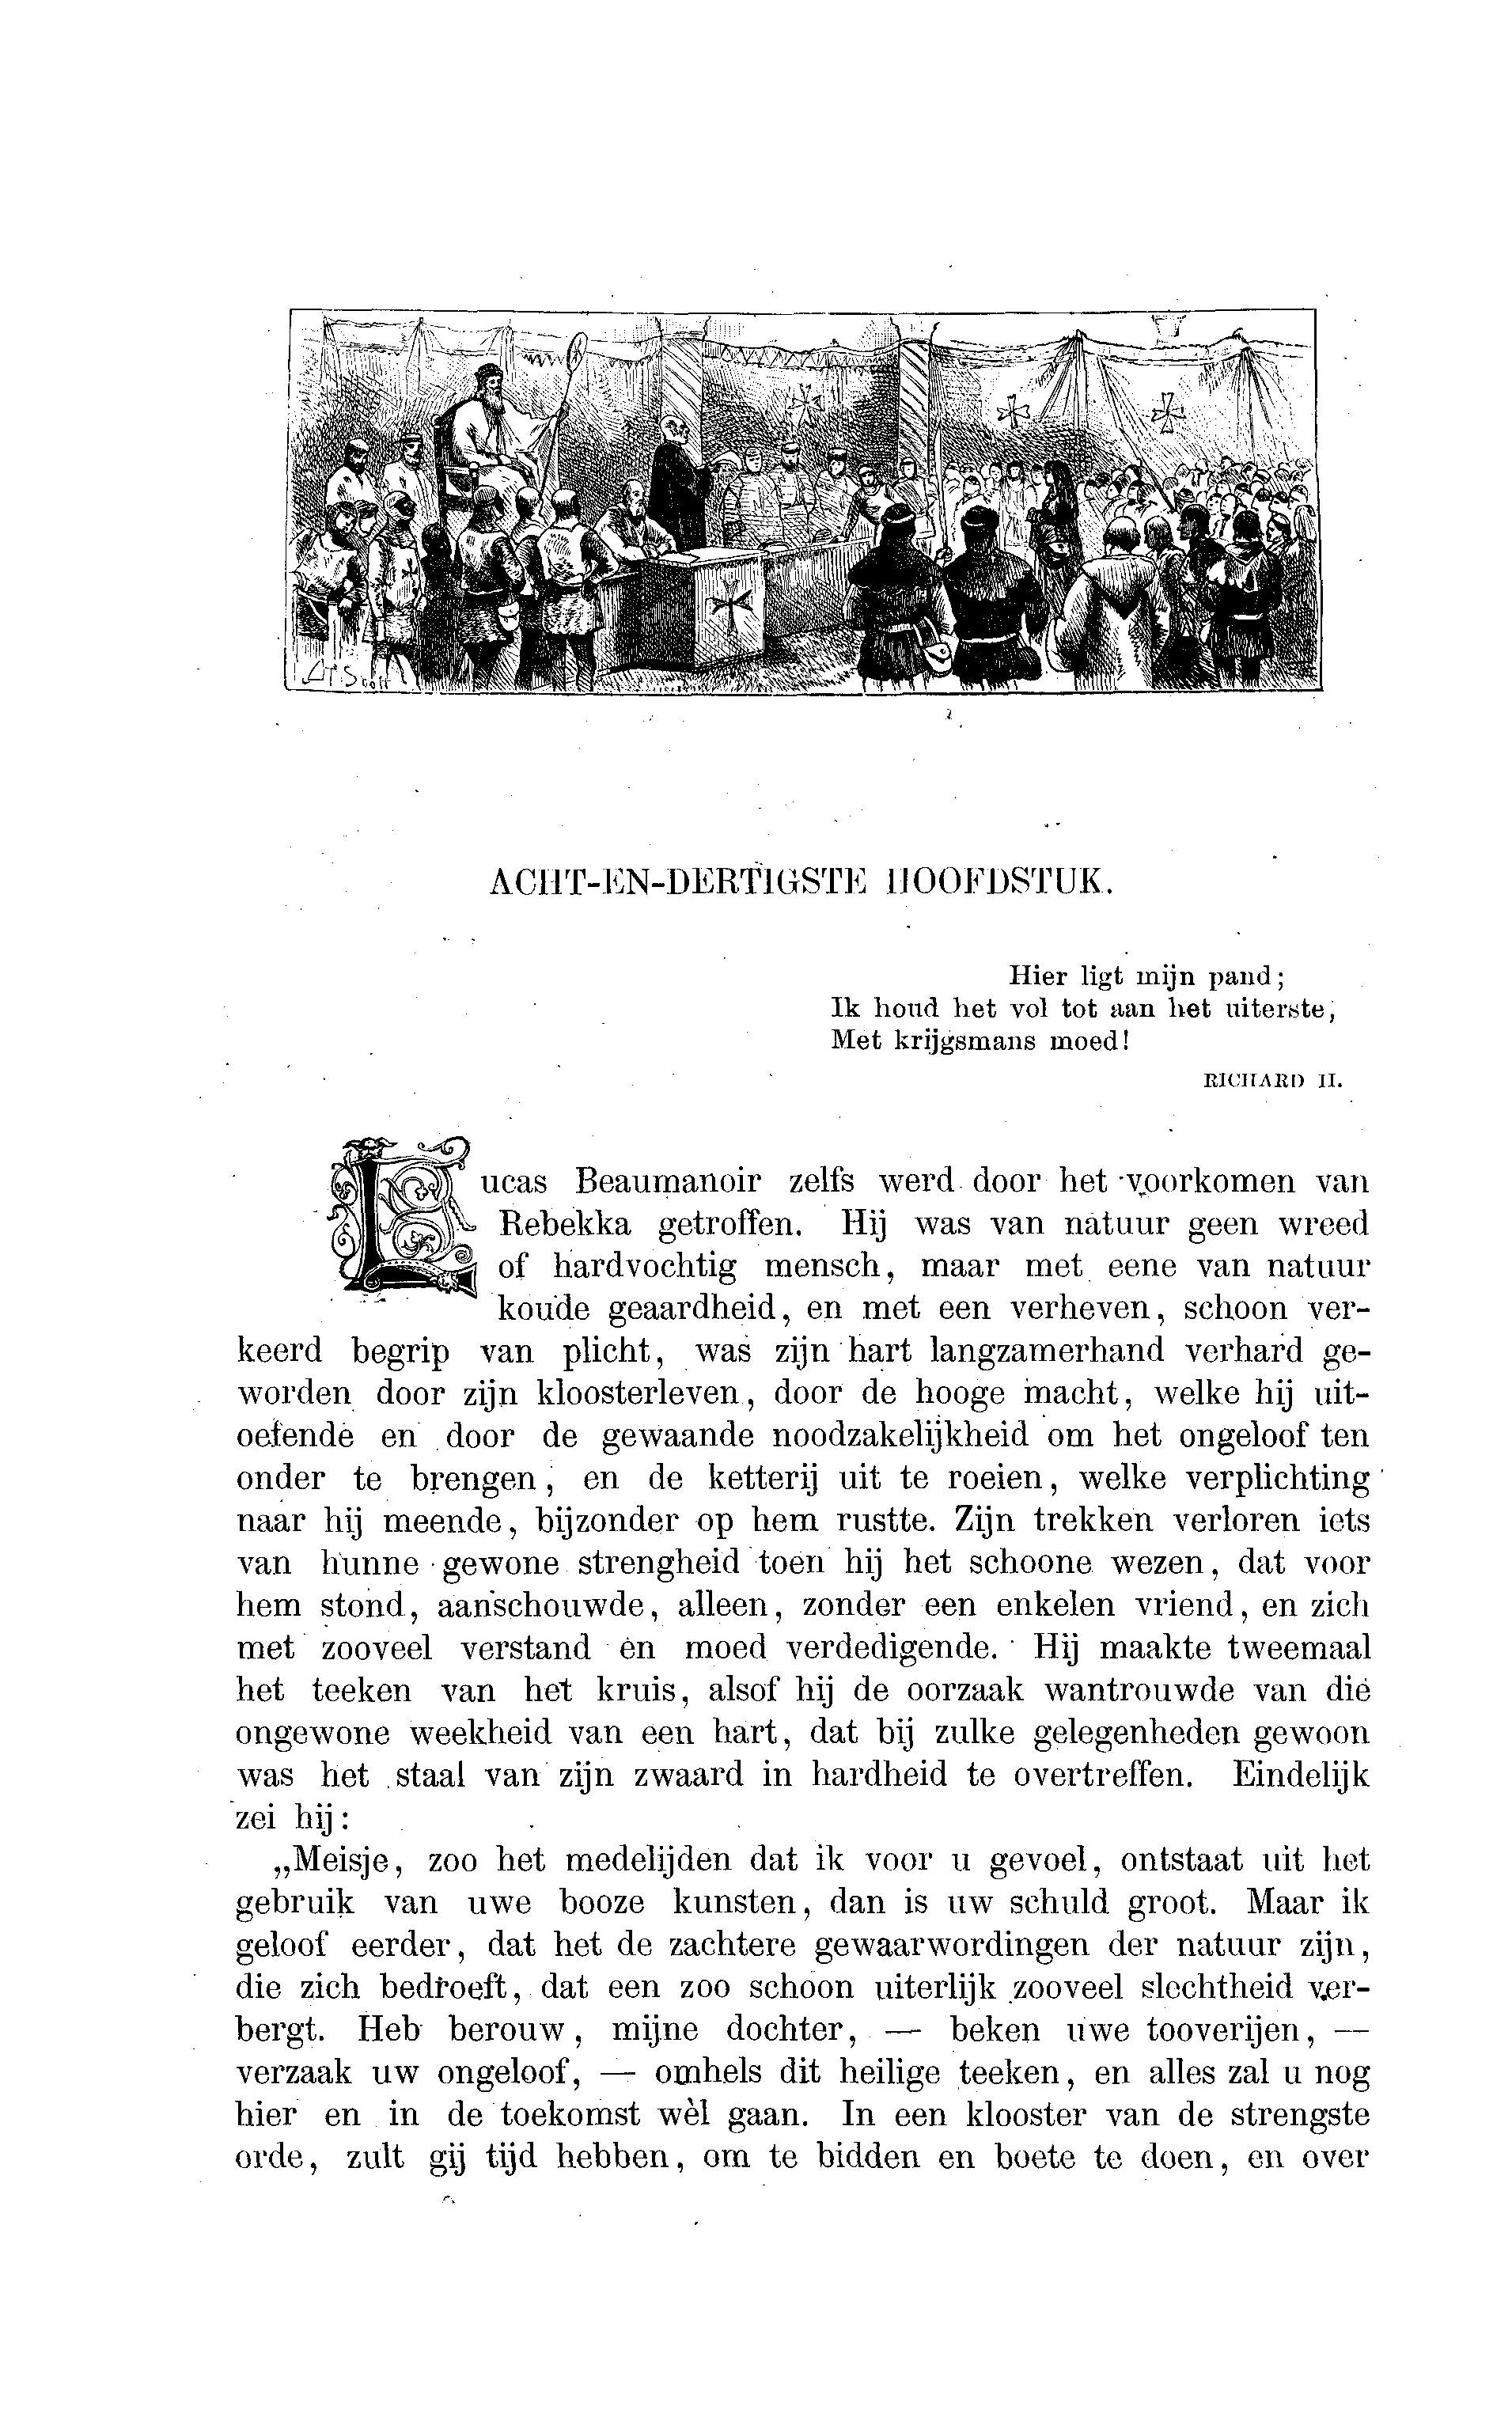 ACHT-EN-DERTIGSTE HOOFDSTUK.
Hier ligt mijn pand;
Ik houd het vol tot aan het uiterste,
Met krijgsmans moed!
RICHARD II.
Lucas Beaumanoir zelfs werd door het voorkomen van
Rebekka getroffen. Hij was van natuur geen wreed
of hardvochtig mensch, maar met eene van natuur
koude geaardheid, en met een verheven, schoon ver-
keerd begrip van plicht, was zijn hart langzamerhand verhard ge-
worden door zijn kloosterleven, door de hooge macht, welke hij uit-
oefende en door de gewaande noodzakelijkheid om het ongeloof ten
onder te brengen, en de ketterij uit te roeien, welke verplichting
naar hij meende, bijzonder op hem rustte. Zijn trekken verloren iets
van hunne gewone strengheid toen hij het schoone wezen, dat voor
hem stond, aanschouwde, alleen, zonder een enkelen vriend, en zich
met zooveel verstand en moed verdedigende. Hij maakte tweemaal
het teeken van het kruis, alsof hij de oorzaak wantrouwde van die
ongewone weekheid van een hart, dat bij zulke gelegenheden gewoon
was het staal van zijn zwaard in hardheid te overtreffen. Eindelijk
zei hij:
„Meisje, zoo het medelijden dat ik voor u gevoel, ontstaat uit het
gebruik van uwe booze kunsten, dan is uw schuld groot. Maar ik
geloof eerder, dat het de zachtere gewaarwordingen der natuur zijn,
die zich bedroeft, dat een zoo schoon uiterlijk zooveel slechtheid ver-
bergt. Heb berouw, mijne dochter, — beken uwe tooverijen, —
verzaak uw ongeloof, — omhels dit heilige teeken, en alles zal u nog
hier en in de toekomst wèl gaan. In een klooster van de strengste
orde, zult gij tijd hebben, om te bidden en boete te doen, en over